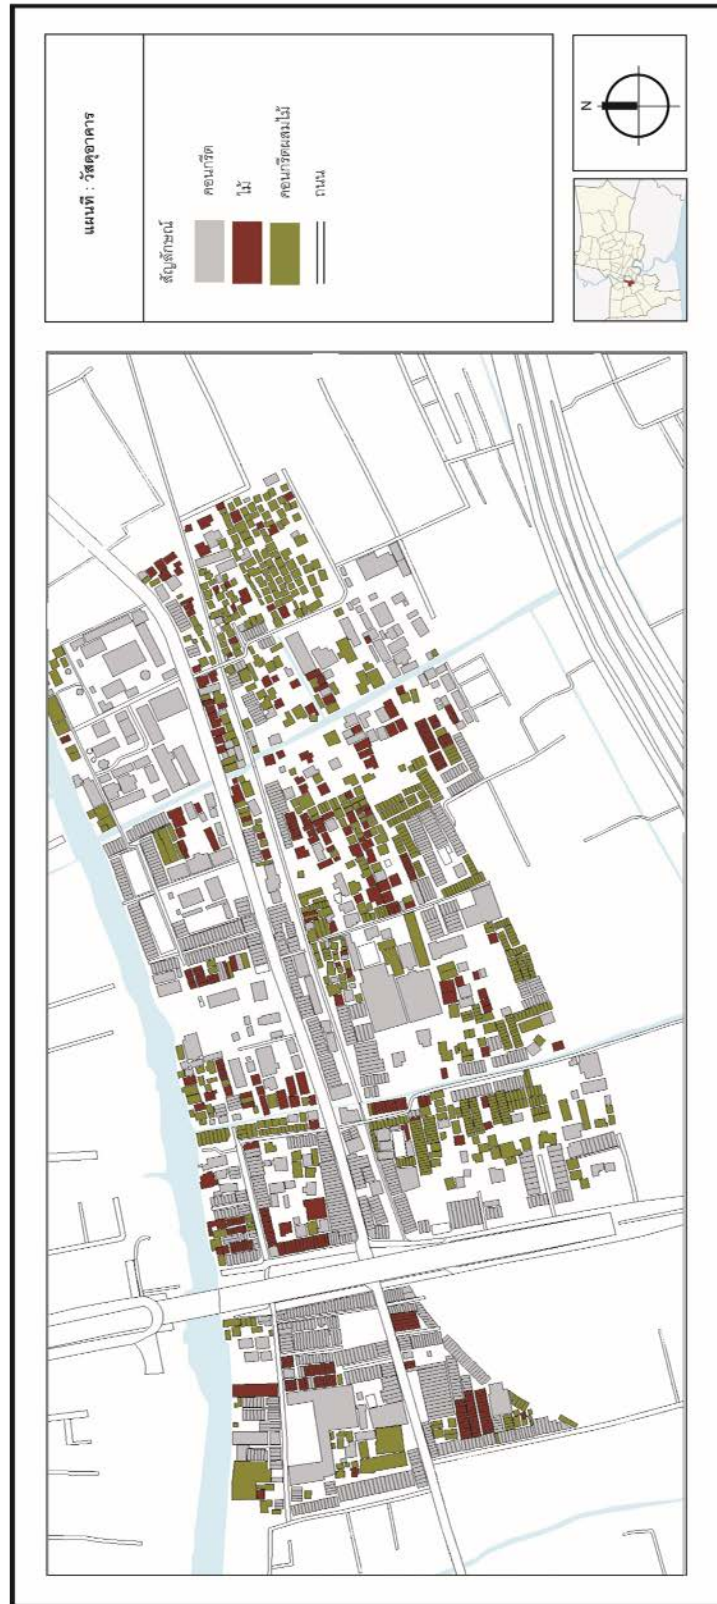 แผนที่ : วัสดุอาคาร
สัญลักษณ์
คอนกรีต
ไม้
คอนกรีตผสมไม้
ถนน
N